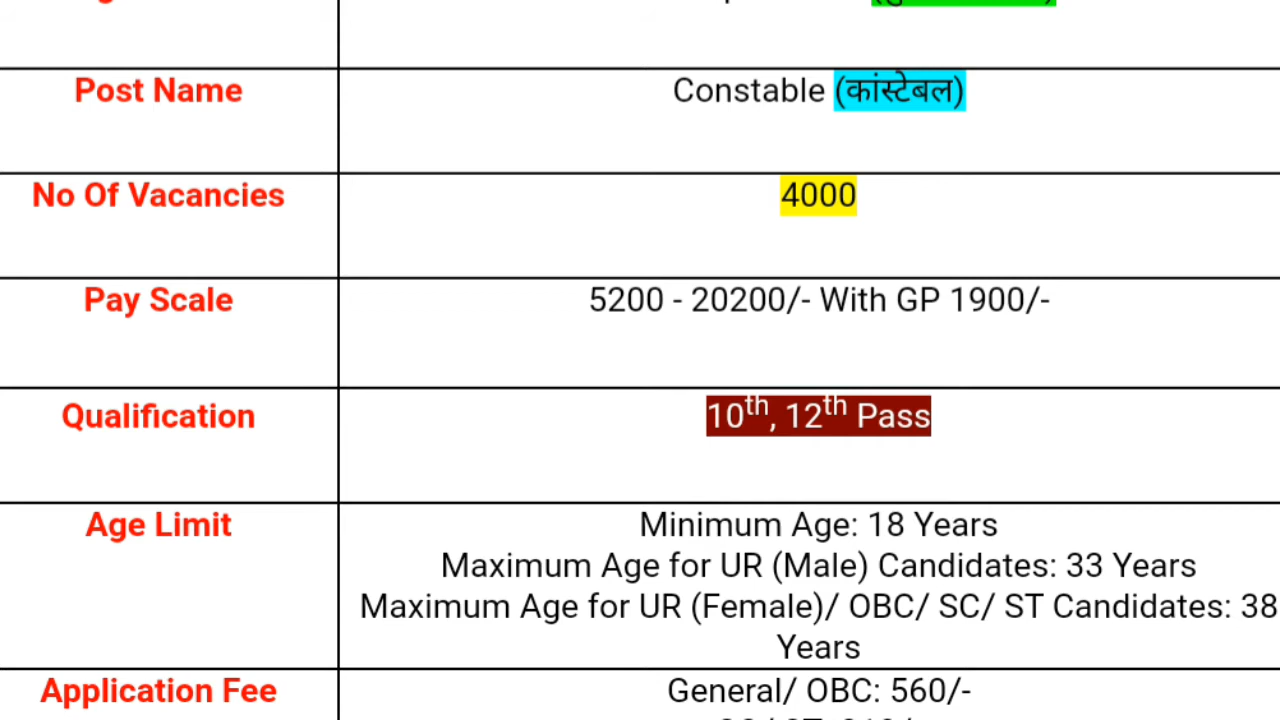 Post Name
Constable (कांस्टेबल)
No Of Vacancies
4000
Pay Scale
5200 - 20200/- With GP 1900/-
Qualification
10th, 12th Pass
Age Limit
Minimum Age: 18 Years
Maximum Age for UR (Male) Candidates: 33 Years
Maximum Age for UR (Female)/ OBC/ SC/ ST Candidates: 38
Years
Application Fee
General/ OBC: 560/-